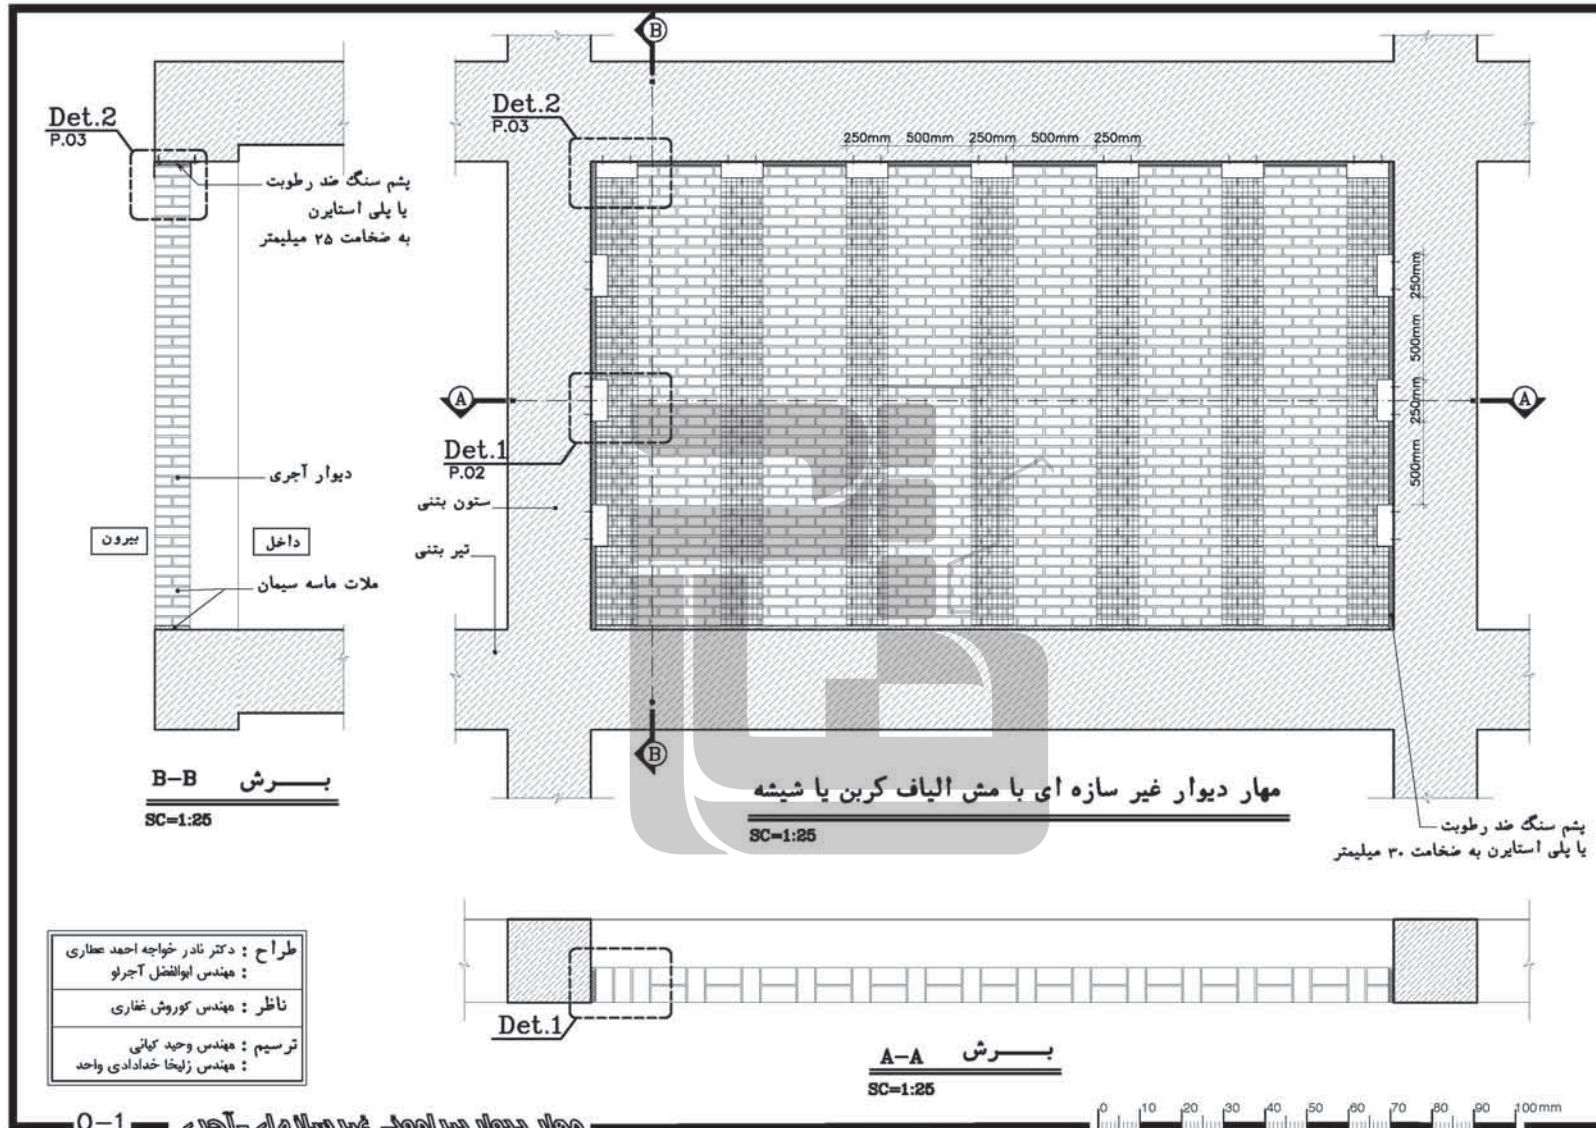 B
Det.2
P.03
Det.2
P.03
250mm 500mm 250mm 500mm 250mm
پشم سنگ ضد رطوبت
یا پلی استایرن
به ضخامت ۲۵ میلیمتر
250mm
500mm
250mm
500mm
A
A
Det.1
P.02
دیوار آجری
ستون بتنی
بیرون
داخل
تیر بتنی
ملات ماسه سیمان
B
برش B-B
SC=1:25
مهار دیوار غیر سازه ای با مش الیاف کربن یا شیشه
SC=1:25
پشم سنگ ضد رطوبت
یا پلی استایرن به ضخامت ۳۰ میلیمتر
طراح : دکتر نادر خواجه احمد عطاری
: مهندس ابوالفضل آجرلو
ناظر : مهندس کوروش غفاری
ترسیم : مهندس وحید کیانی
: مهندس زلیخا خدادادی واحد
Det.1
برش A-A
SC=1:25
0 10 20 30 40 50 60 70 80 90 100mm
O-1